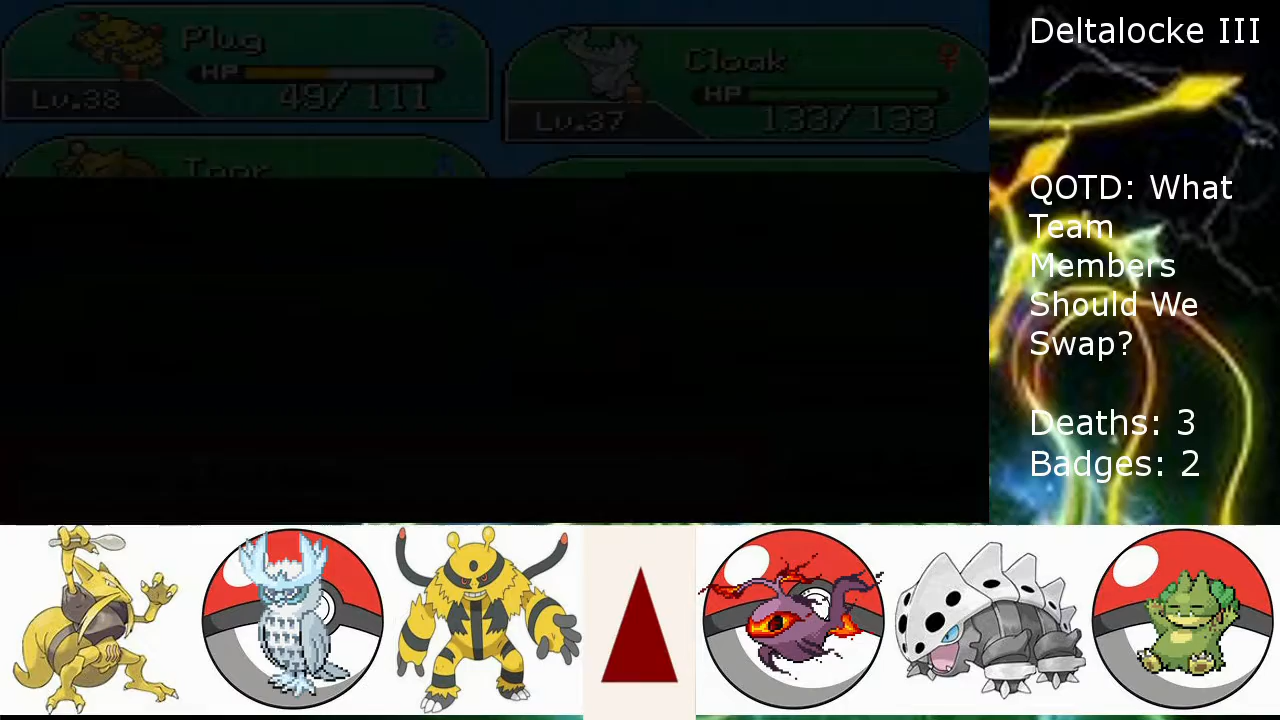 Plug
HP
Lv.38
49/ 111
Cloak
HP
Lv.37
133/ 133
Deltalocke III
QOTD: What
Team
Members
Should We
Swap?
Deaths: 3
Badges: 2